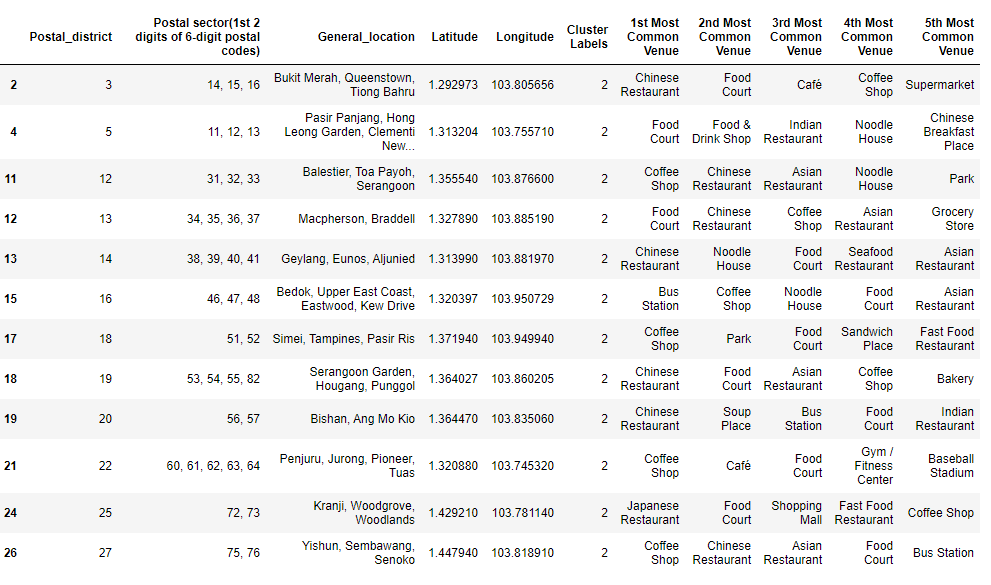 Postal_district Postal sector(1st 2 digits of 6-digit postal codes) General_location Latitude Longitude Cluster Labels 1st Most Common Venue 2nd Most Common Venue 3rd Most Common Venue 4th Most Common Venue 5th Most Common Venue
2 3 14, 15, 16 Bukit Merah, Queenstown, Tiong Bahru 1.292973 103.805656 2 Chinese Restaurant Food Court Café Coffee Shop Supermarket
4 5 11, 12, 13 Pasir Panjang, Hong Leong Garden, Clementi New... 1.313204 103.755710 2 Food Court Food & Drink Shop Indian Restaurant Noodle House Chinese Breakfast Place
11 12 31, 32, 33 Balestier, Toa Payoh, Serangoon 1.355540 103.876600 2 Coffee Shop Chinese Restaurant Asian Restaurant Noodle House Park
12 13 34, 35, 36, 37 Macpherson, Braddell 1.327890 103.885190 2 Food Court Chinese Restaurant Coffee Shop Asian Restaurant Grocery Store
13 14 38, 39, 40, 41 Geylang, Eunos, Aljunied 1.313990 103.881970 2 Chinese Restaurant Noodle House Food Court Seafood Restaurant Asian Restaurant
15 16 46, 47, 48 Bedok, Upper East Coast, Eastwood, Kew Drive 1.320397 103.950729 2 Bus Station Coffee Shop Noodle House Food Court Asian Restaurant
17 18 51, 52 Simei, Tampines, Pasir Ris 1.371940 103.949940 2 Coffee Shop Park Food Court Sandwich Place Fast Food Restaurant
18 19 53, 54, 55, 82 Serangoon Garden, Hougang, Punggol 1.364027 103.860205 2 Chinese Restaurant Food Court Asian Restaurant Coffee Shop Bakery
19 20 56, 57 Bishan, Ang Mo Kio 1.364470 103.835060 2 Chinese Restaurant Soup Place Bus Station Food Court Indian Restaurant
21 22 60, 61, 62, 63, 64 Penjuru, Jurong, Pioneer, Tuas 1.320880 103.745320 2 Coffee Shop Café Food Court Gym / Fitness Center Baseball Stadium
24 25 72, 73 Kranji, Woodgrove, Woodlands 1.429210 103.781140 2 Japanese Restaurant Food Court Shopping Mall Fast Food Restaurant Coffee Shop
26 27 75, 76 Yishun, Sembawang, Senoko 1.447940 103.818910 2 Coffee Shop Chinese Restaurant Asian Restaurant Food Court Bus Station